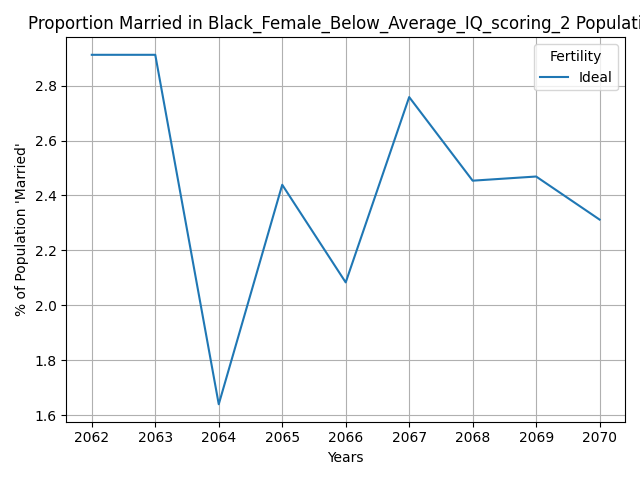 Proportion Married in Black_Female_Below_Average_IQ_scoring_2 Populati
Fertility
Ideal
% of Population 'Married'
2.8
2.6
2.4
2.2
2.0
1.8
1.6
2062 2063 2064 2065 2066 2067 2068 2069 2070
Years